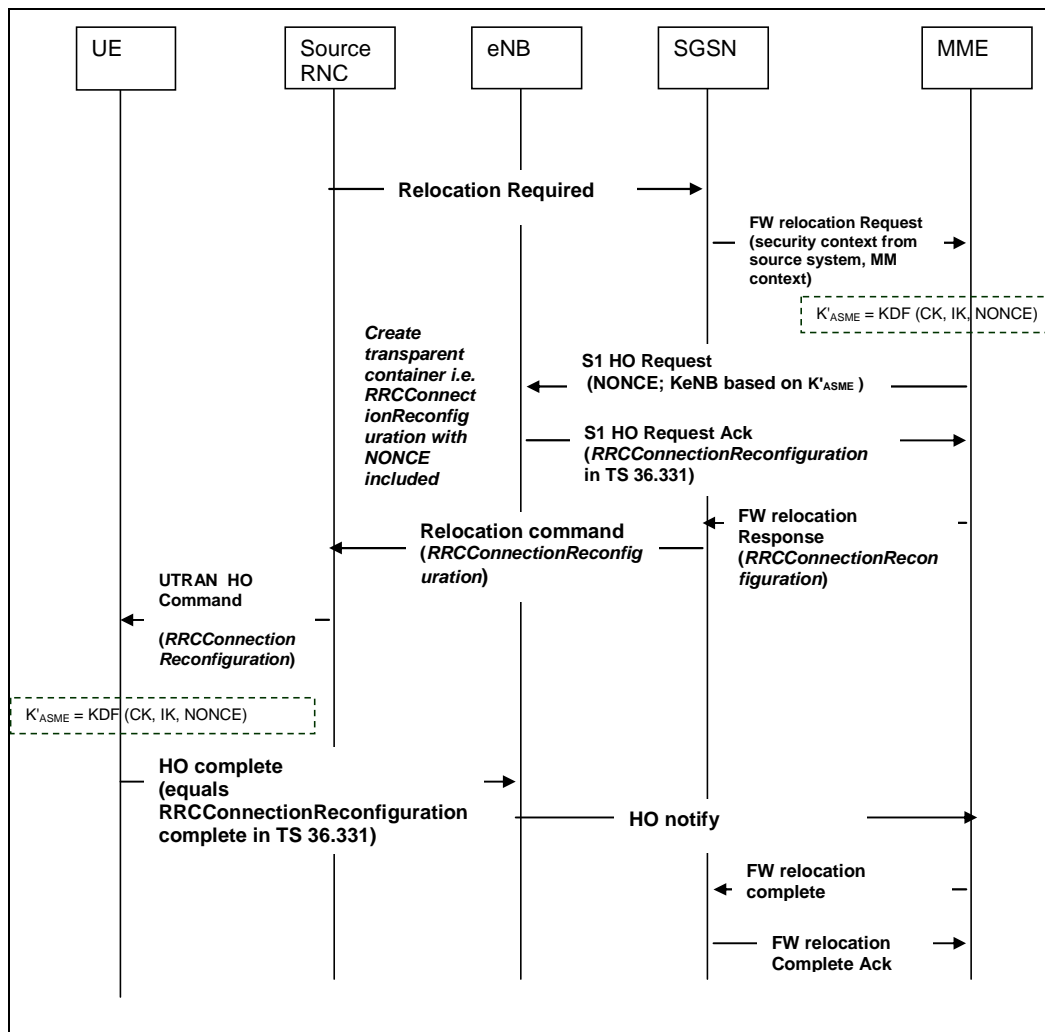 UE
Source
RNC
eNB
SGSN
MME
Relocation Required
FW relocation Request
(security context from
source system, MM
context)
K'ASME = KDF (CK, IK, NONCE)
Create
transparent
container i.e.
RRCConnect
ionReconfig
uration with
NONCE
included
S1 HO Request
(NONCE; KeNB based on K'ASME )
S1 HO Request Ack
(RRCConnectionReconfiguration
in TS 36.331)
FW relocation
Response
(RRCConnectionRecon
figuration)
Relocation command
(RRCConnectionReconfig
uration)
UTRAN HO
Command
(RRCConnection
Reconfiguration)
K'ASME = KDF (CK, IK, NONCE)
HO complete
(equals
RRCConnectionReconfiguration
complete in TS 36.331)
HO notify
FW relocation
complete
FW relocation
Complete Ack